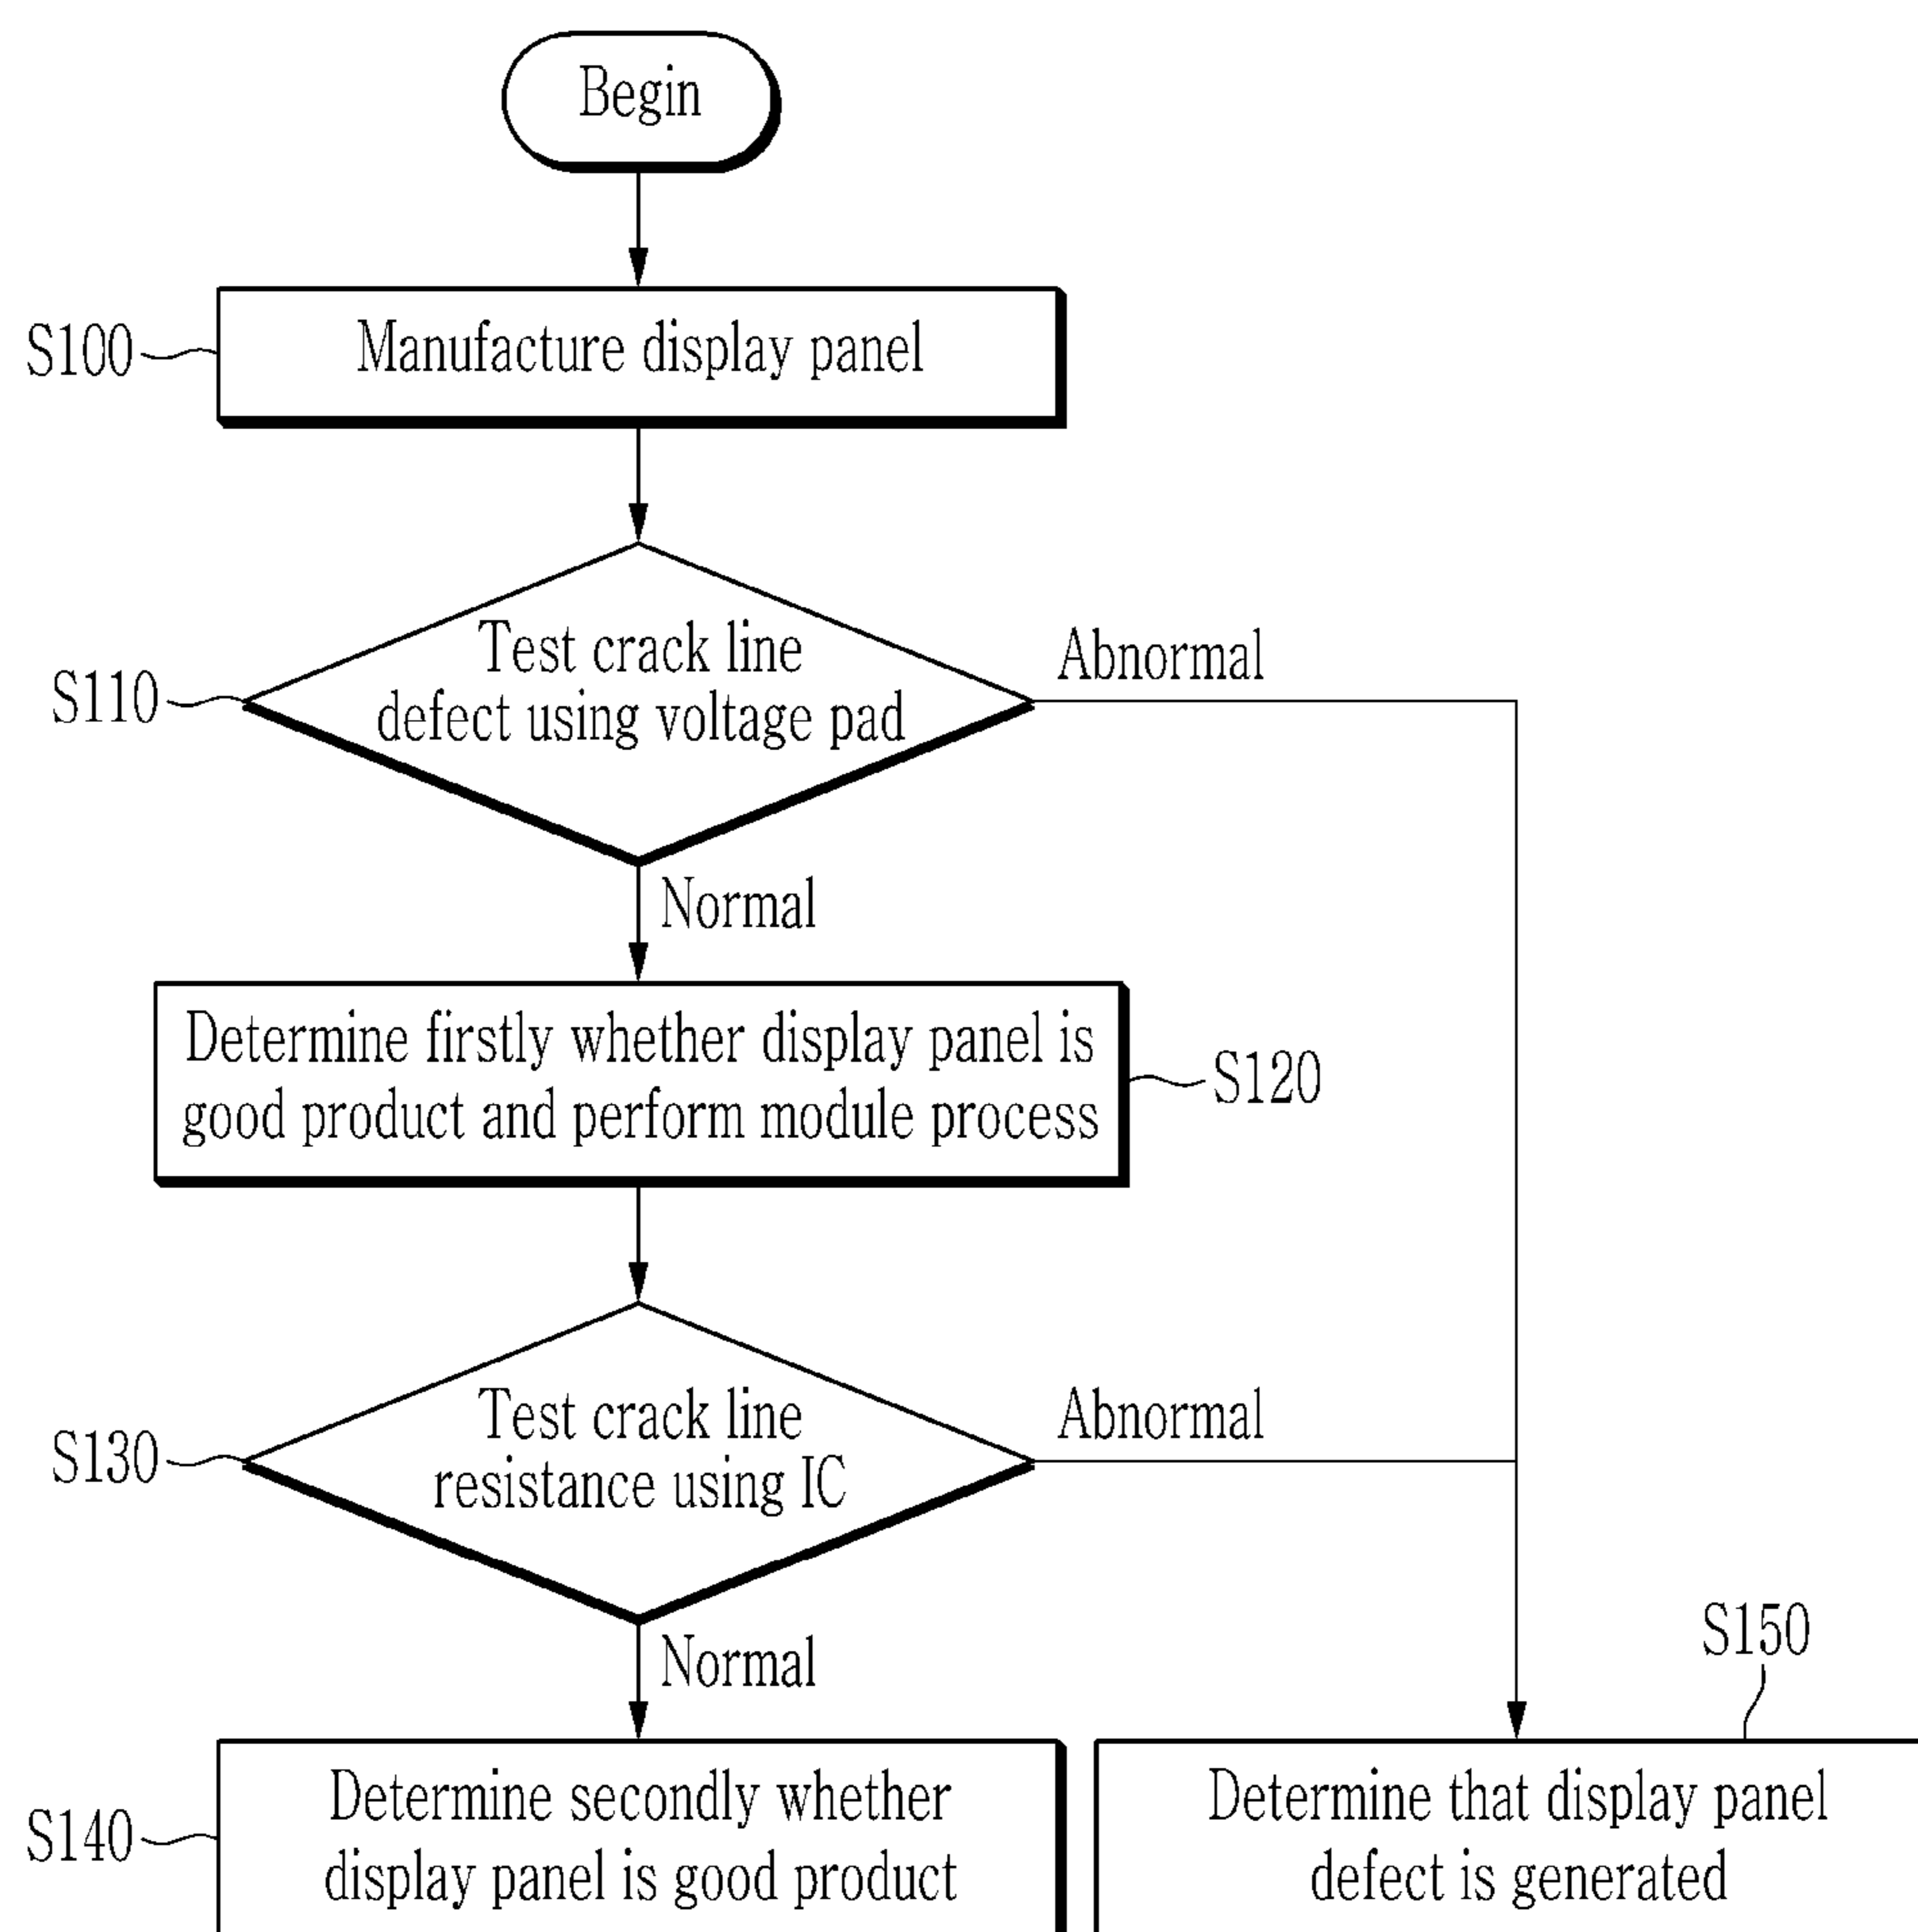 Begin
S100
Manufacture display panel
S110
Test crack line
defect using voltage pad
Abnormal
Normal
Determine firstly whether display panel is
good product and perform module process
S120
S130
Test crack line
resistance using IC
Abnormal
Normal
S150
S140
Determine secondly whether
display panel is good product
Determine that display panel
defect is generated